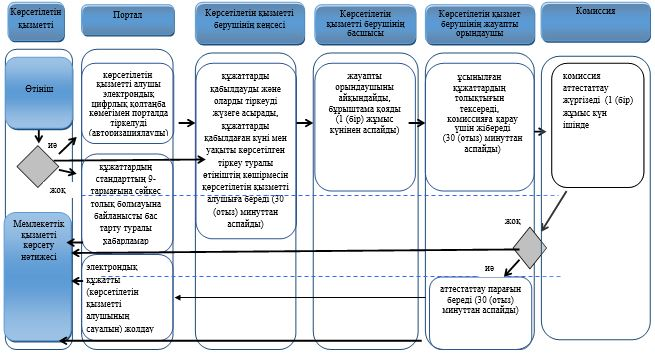 Көрсетілетін
қызметті
Портал
Көрсетілетін қызметті
берушінің кеңсесі
Көрсетілетін
қызметті берушінің
басшысы
Көрсетілетін қызмет
берушінің жауапты
орындаушы
Комиссия
Өтініш
иә
жоқ
Мемлекеттік
қызметті
көрсету
нәтижесі
көрсетілетін
қызметті алушы
электрондық
цифрлық қолтаңба
көмегімен порталда
тіркелуді
(авторизациялауды)
құжаттардың
стандарттың 9-
тармағына сәйкес
толық болмауына
байланысты бас
тарту туралы
хабарламар
электрондық
құжатты
(көрсетілетін
қызметті
алушының
сауалын) жолдау
құжаттарды
қабылдауды және
оларды тіркеуді
жүзеге асырады,
құжаттарды
қабылдаған күні мен
уақыты көрсетілген
тіркеу туралы
өтініштің көшірмесін
көрсетілетін қызметті
алушыға береді (30
(отыз) минуттан
аспайды)
жауапты
орындаушыны
айқындайды,
бұрыштама қояды
(1 (бір) жұмыс
күнінен аспайды)
ұсынылған
құжаттардың
толықтығын
тексереді,
комиссияға қарау
үшін жібереді
(30 (отыз) минуттан
аспайды)
комиссия
аттестаттау
жүргізеді (1 (бір)
жұмыс күн
ішінде
жоқ
иә
аттестаттау парағын
береді (30 (отыз)
минуттан аспайды)